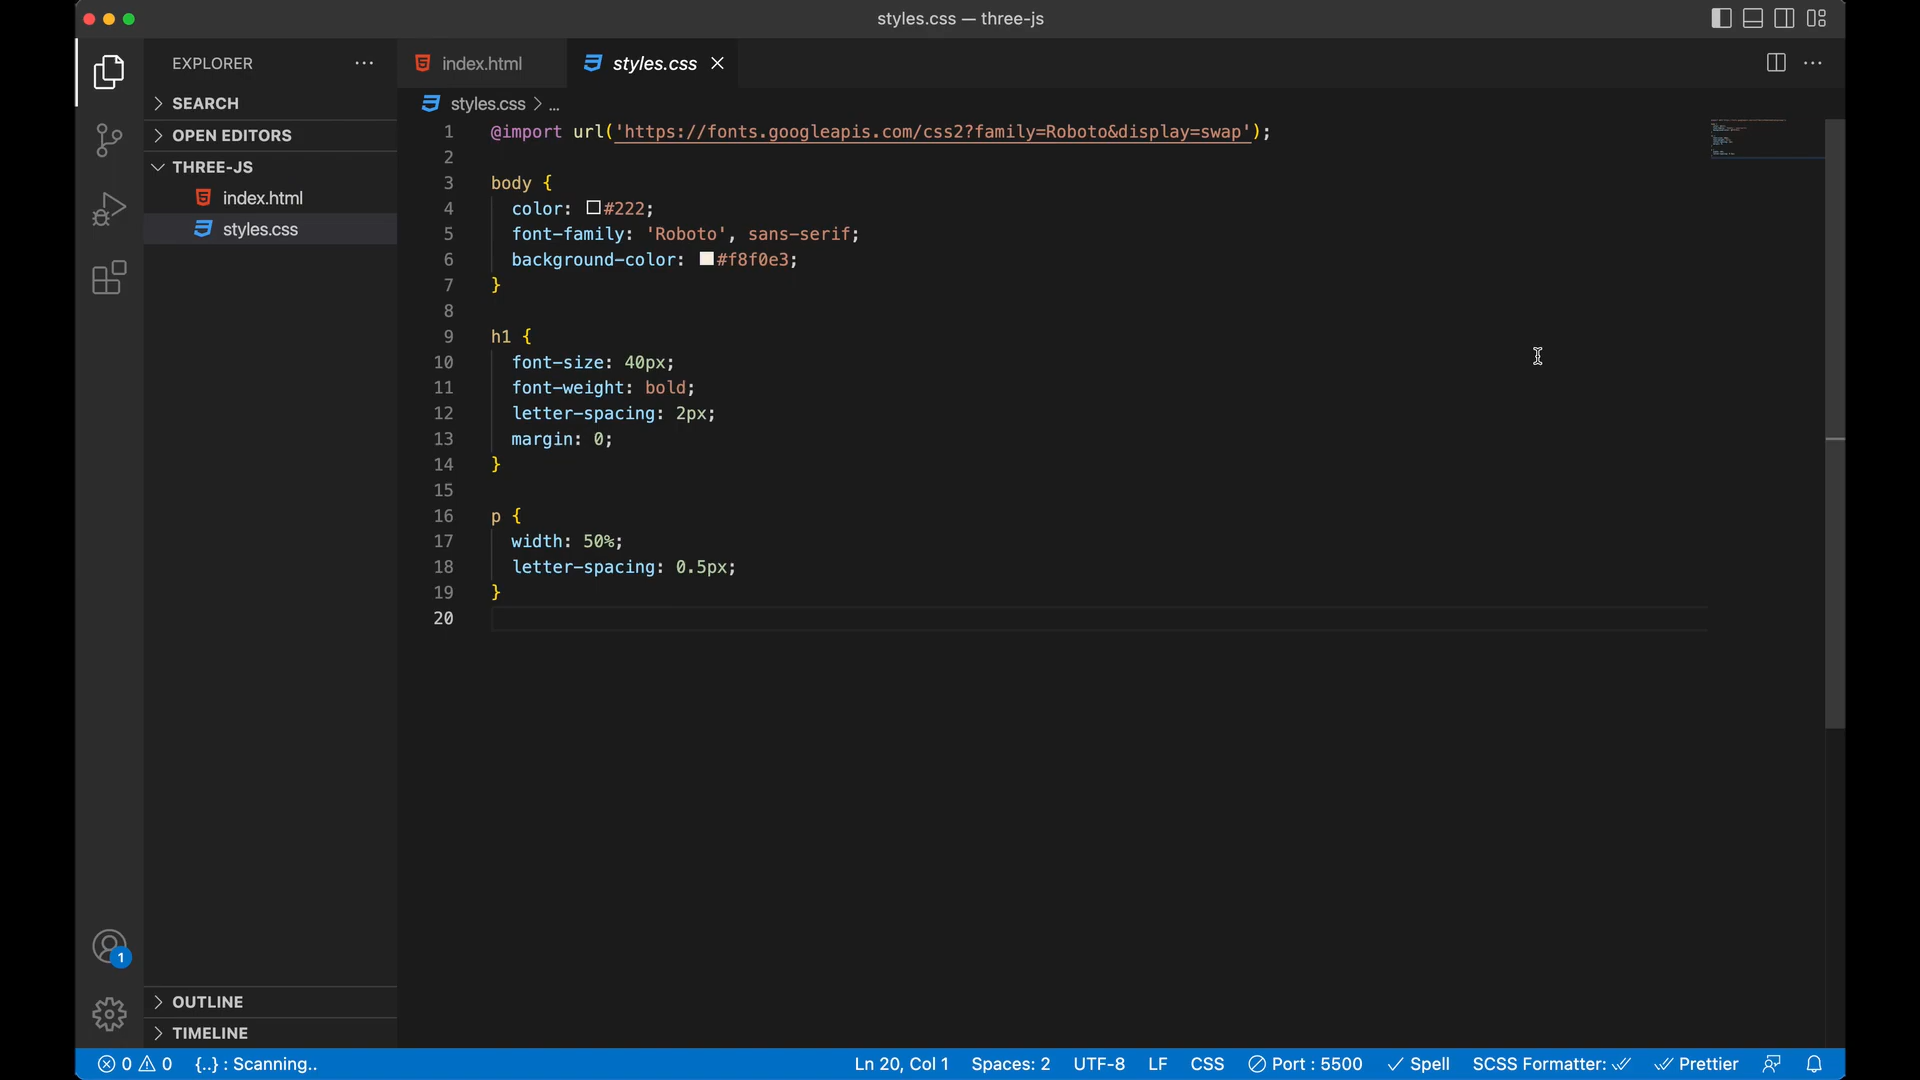 styles.css — three-js
EXPLORER ...
SEARCH
OPEN EDITORS
THREE-JS
index.html
styles.css
OUTLINE
TIMELINE
index.html
styles.css
styles.css > ...
1 @import url('https://fonts.googleapis.com/css2?family=Roboto&display=swap');
2
3 body {
4 color: #222;
5 font-family: 'Roboto', sans-serif;
6 background-color: #f8f0e3;
7 }
8
9 h1 {
10 font-size: 40px;
11 font-weight: bold;
12 letter-spacing: 2px;
13 margin: 0;
14 }
15
16 p {
17 width: 50%;
18 letter-spacing: 0.5px;
19 }
20
1
0 0 {..} : Scanning.. Ln 20, Col 1 Spaces: 2 UTF-8 LF CSS Port : 5500 Spell SCSS Formatter: Prettier